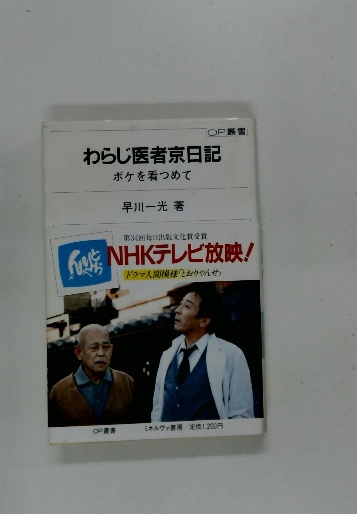 OP叢書
わらじ医者京日記
ボケを看つめて
早川一光 著
第34回毎日出版文化賞受賞
NHKテレビ放映!
ドラマ人間模様「とおりゃんせ」
OP叢書
ミネルヴァ書房/定価1,200円